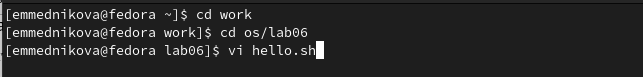 [emmednikova@fedora ~]$ cd work
[emmednikova@fedora work]$ cd os/lab06
[emmednikova@fedora lab06]$ vi hello.sh